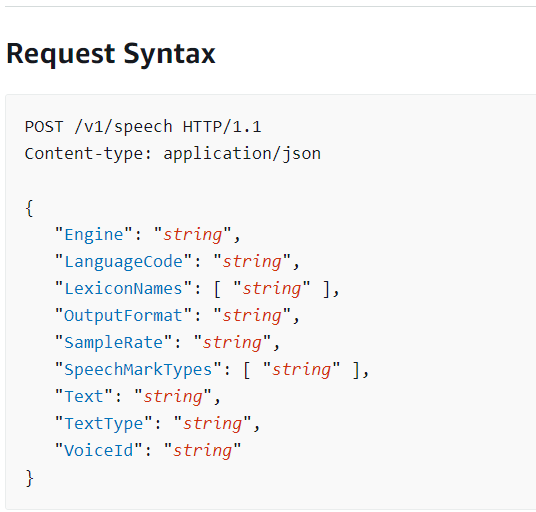 Request Syntax
POST /v1/speech HTTP/1.1
Content-type: application/json
{
"Engine": "string",
"LanguageCode": "string",
"LexiconNames": [ "string" ],
"OutputFormat": "string",
"SampleRate": "string",
"SpeechMarkTypes": [ "string" ],
"Text": "string",
"TextType": "string",
"VoiceId": "string"
}